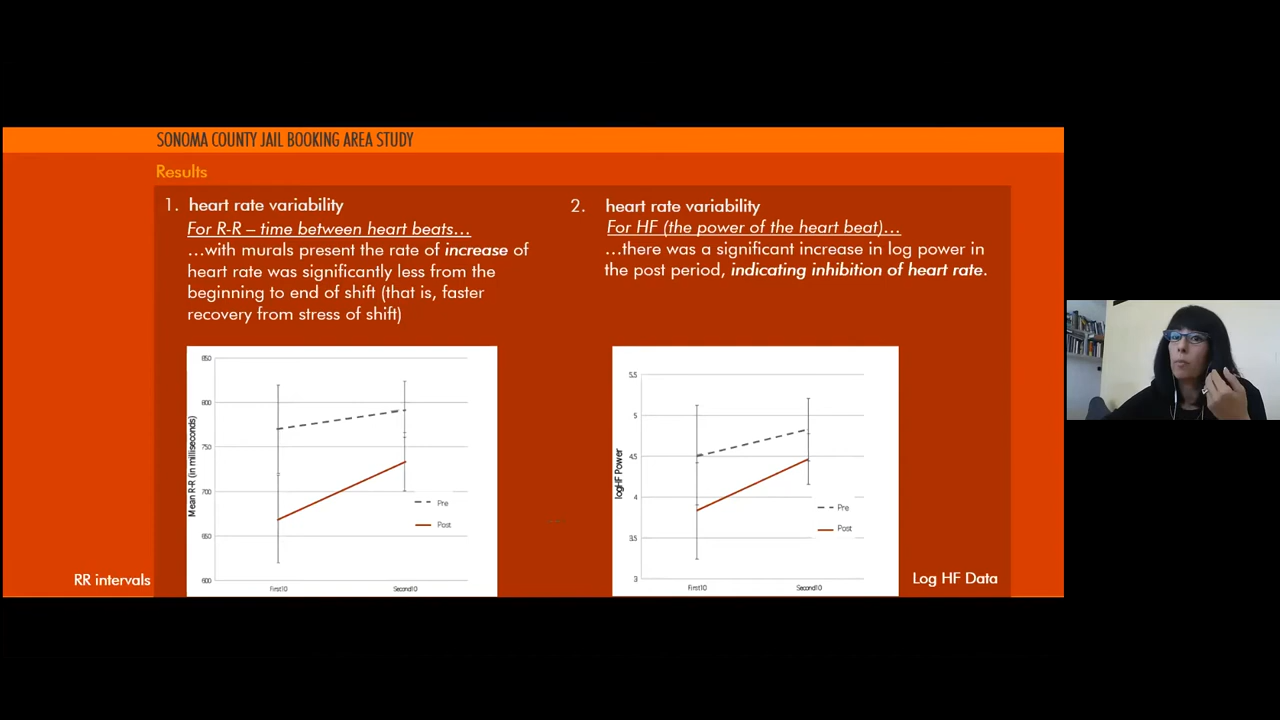 SONOMA COUNTY JAIL BOOKING AREA STUDY
Results
1. heart rate variability
For R-R – time between heart beats…
…with murals present the rate of increase of
heart rate was significantly less from the
beginning to end of shift (that is, faster
recovery from stress of shift)
850
800
750
700
650
600
Mean R-R (in milliseconds)
Pre
Post
First10
Second10
RR intervals
2. heart rate variability
For HF (the power of the heart beat)…
…there was a significant increase in log power in
the post period, indicating inhibition of heart rate.
5.5
5
4.5
4
3.5
3
logHF Power
Pre
Post
First10
Second10
Log HF Data